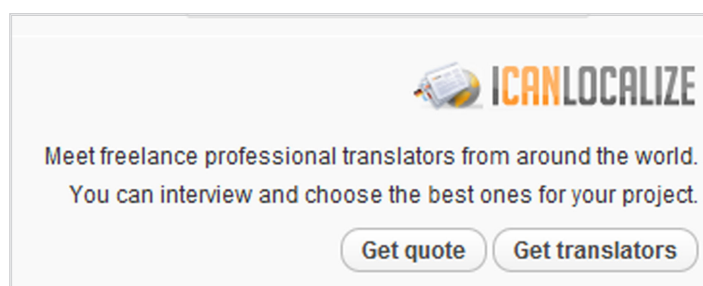 ICANLOCALIZE
Meet freelance professional translators from around the world.
You can interview and choose the best ones for your project.
Get quote Get translators